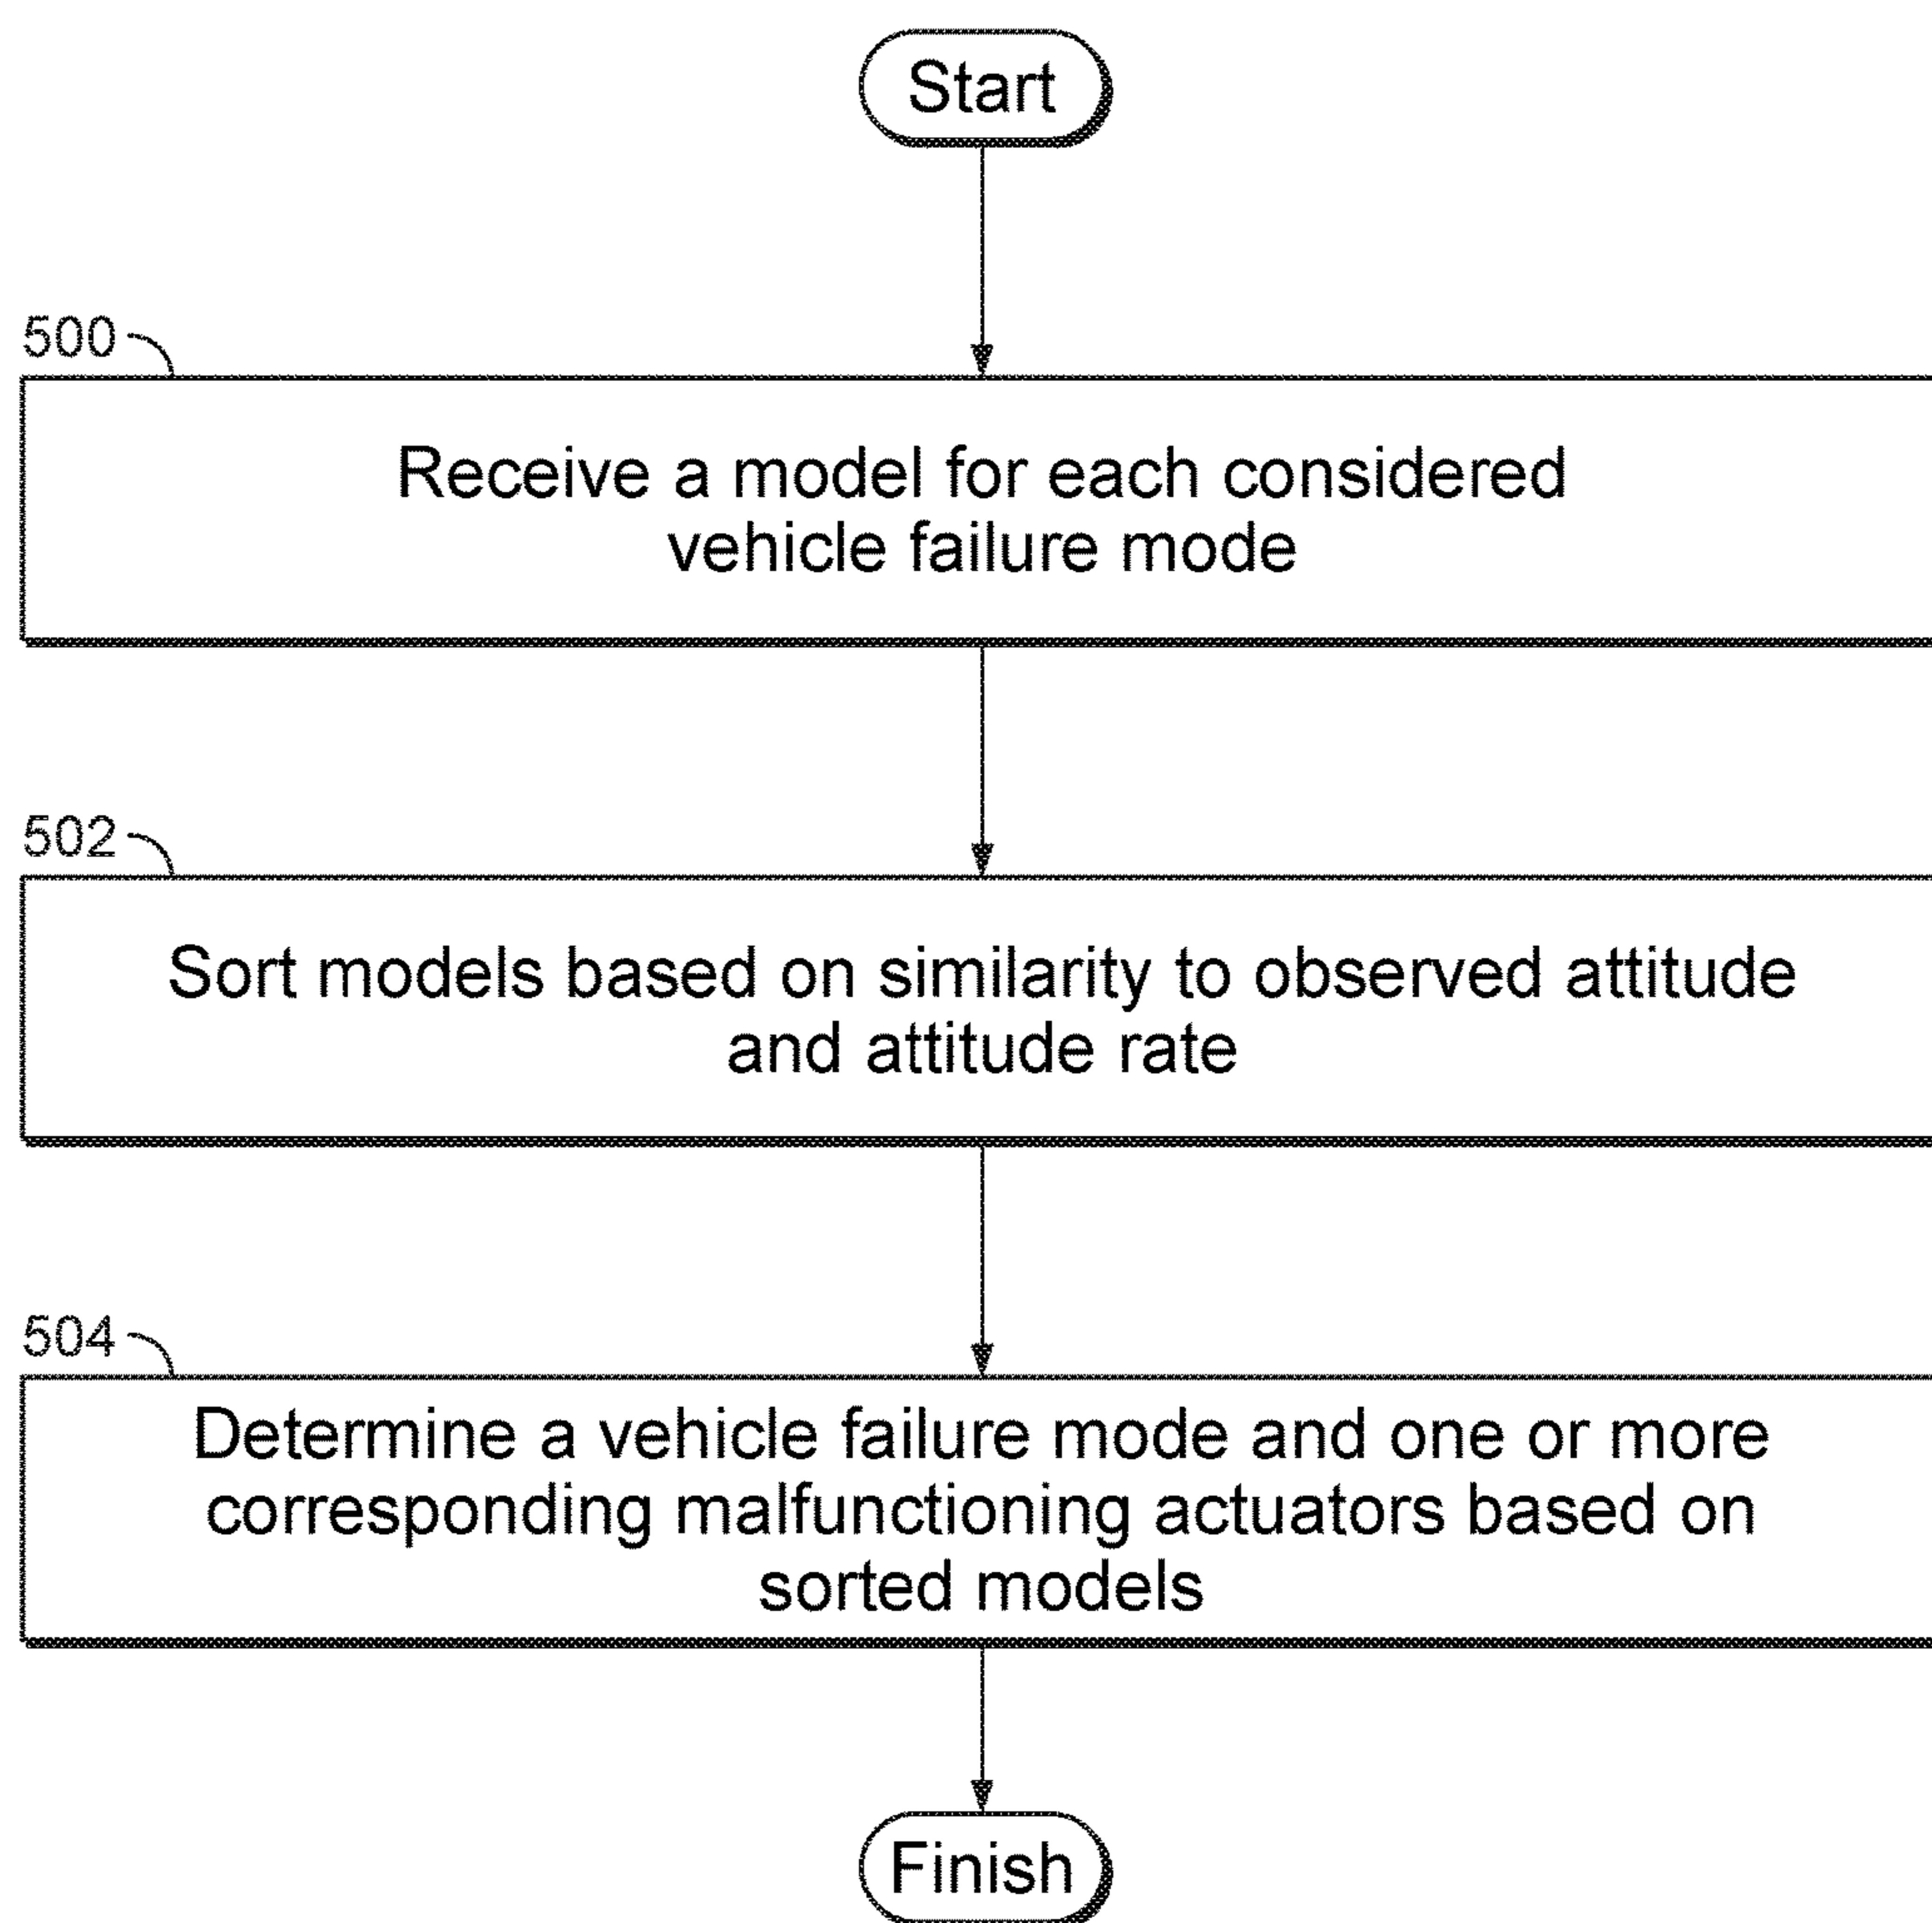 Start
500
Receive a model for each considered
vehicle failure mode
502
Sort models based on similarity to observed attitude
and attitude rate
504
Determine a vehicle failure mode and one or more
corresponding malfunctioning actuators based on
sorted models
Finish